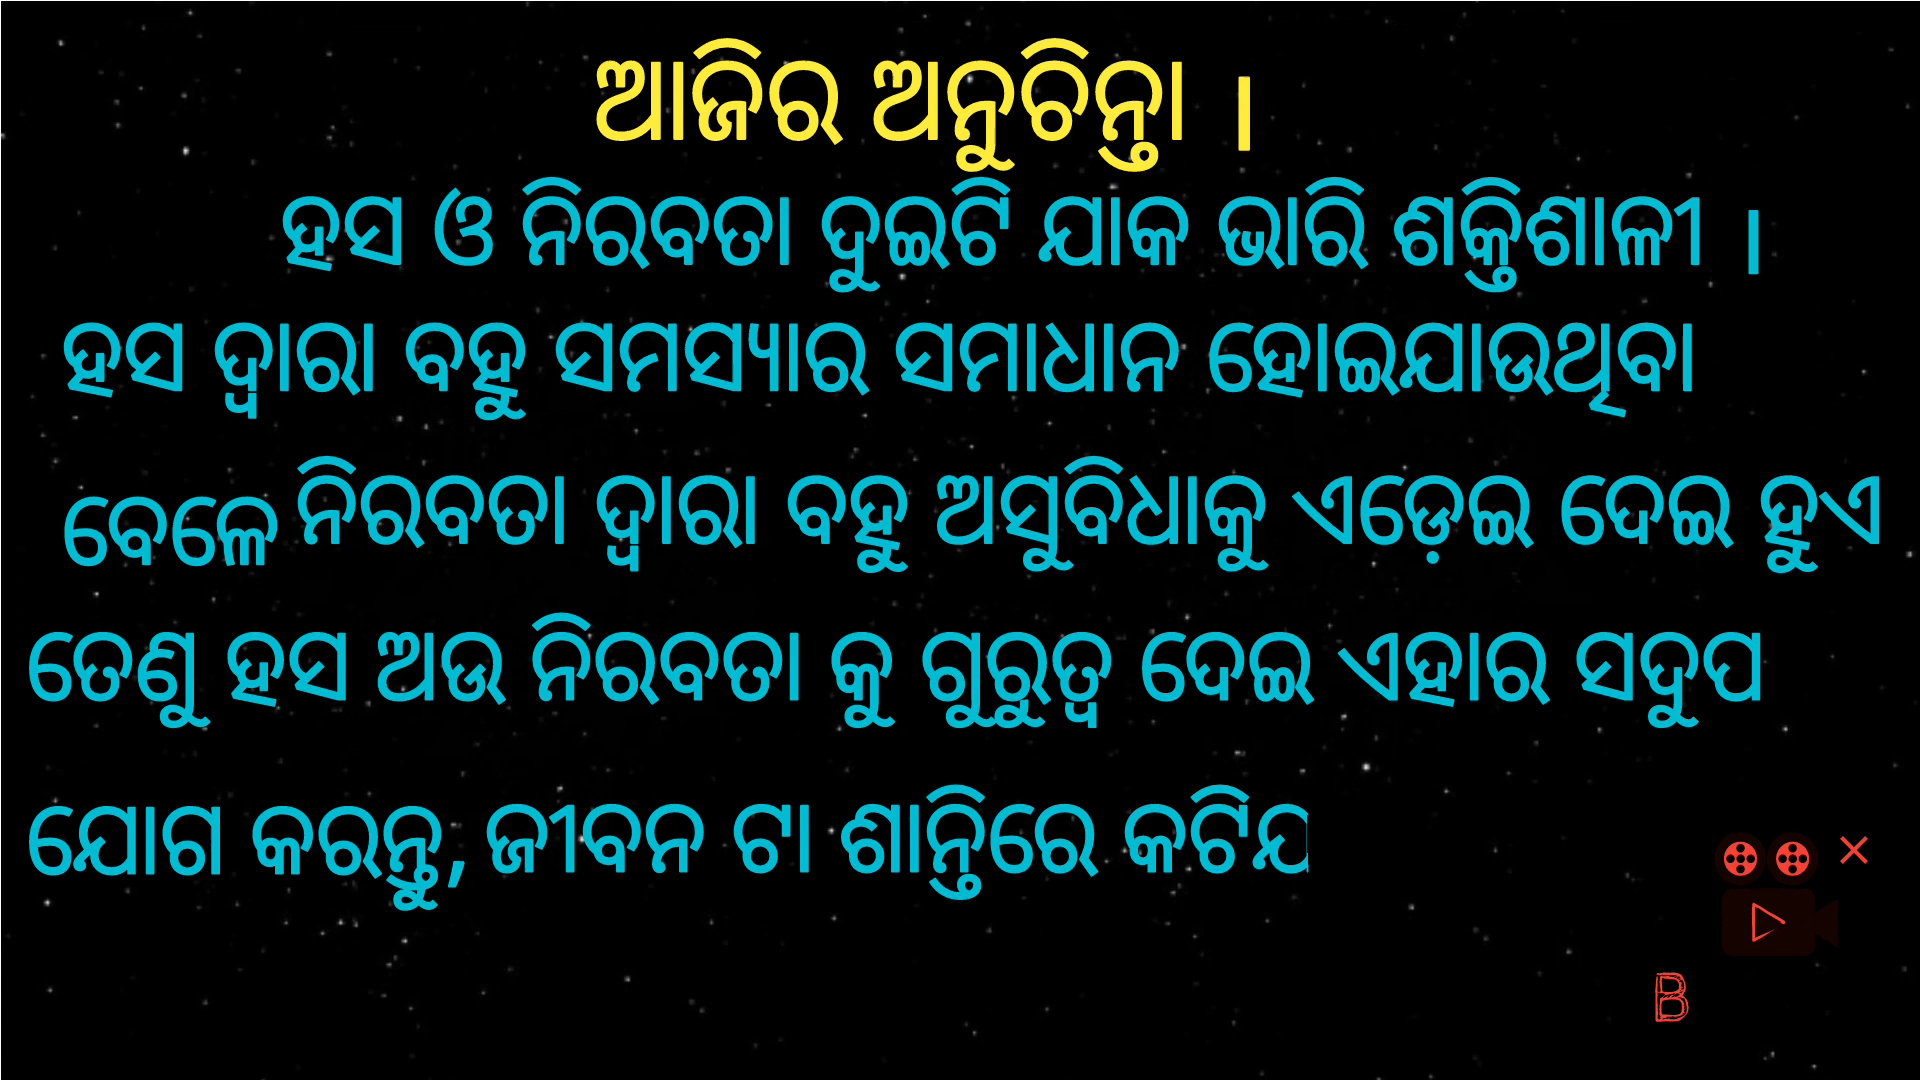 ଆଜିର ଅନୁଚିନ୍ତା ।
ହସ ଓ ନିରବତା ଦୁଇଟି ଯାକ ଭାରି ଶକ୍ତିଶାଳୀ ।
ହସ ଦ୍ଵାରା ବହୁ ସମସ୍ୟାର ସମାଧାନ ହୋଇଯାଉଥିବା
ବେଳେ ନିରବତା ଦ୍ଵାରା ବହୁ ଅସୁବିଧାକୁ ଏଡ଼େଇ ଦେଇ ହୁଏ
ତେଣୁ ହସ ଅଉ ନିରବତା କୁ ଗୁରୁତ୍ଵ ଦେଇ ଏହାର ସଦୁପ
ଯୋଗ କରନ୍ତୁ, ଜୀବନ ଟା ଶାନ୍ତିରେ
B